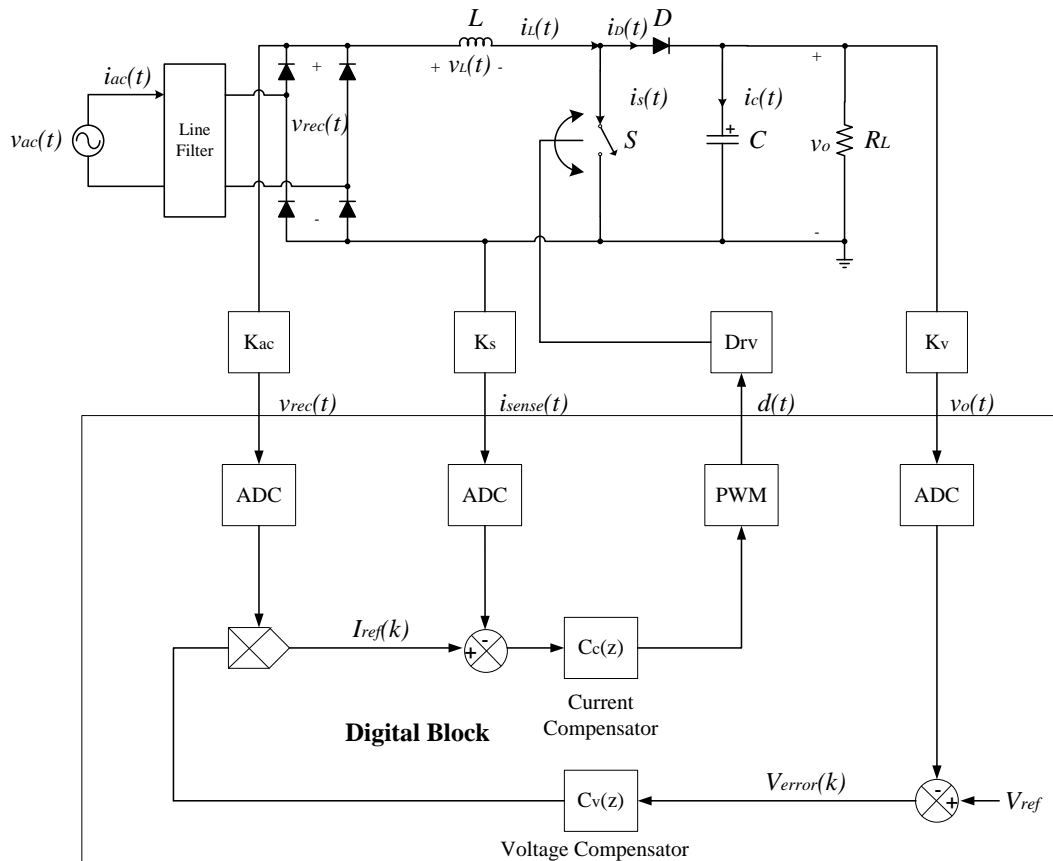 L
iL(t)
iD(t)
D
+ vL(t) -
iac(t)
vac(t)
Line
Filter
+
vrec(t)
-
is(t)
S
ic(t)
+
C
+
vo
RL
-
Kac
Ks
Drv
Kv
vrec(t)
isense(t)
d(t)
vo(t)
ADC
ADC
PWM
ADC
Iref(k)
-
+
Cc(z)
Current
Compensator
Digital Block
Cv(z)
Voltage Compensator
Verror(k)
-
+
Vref